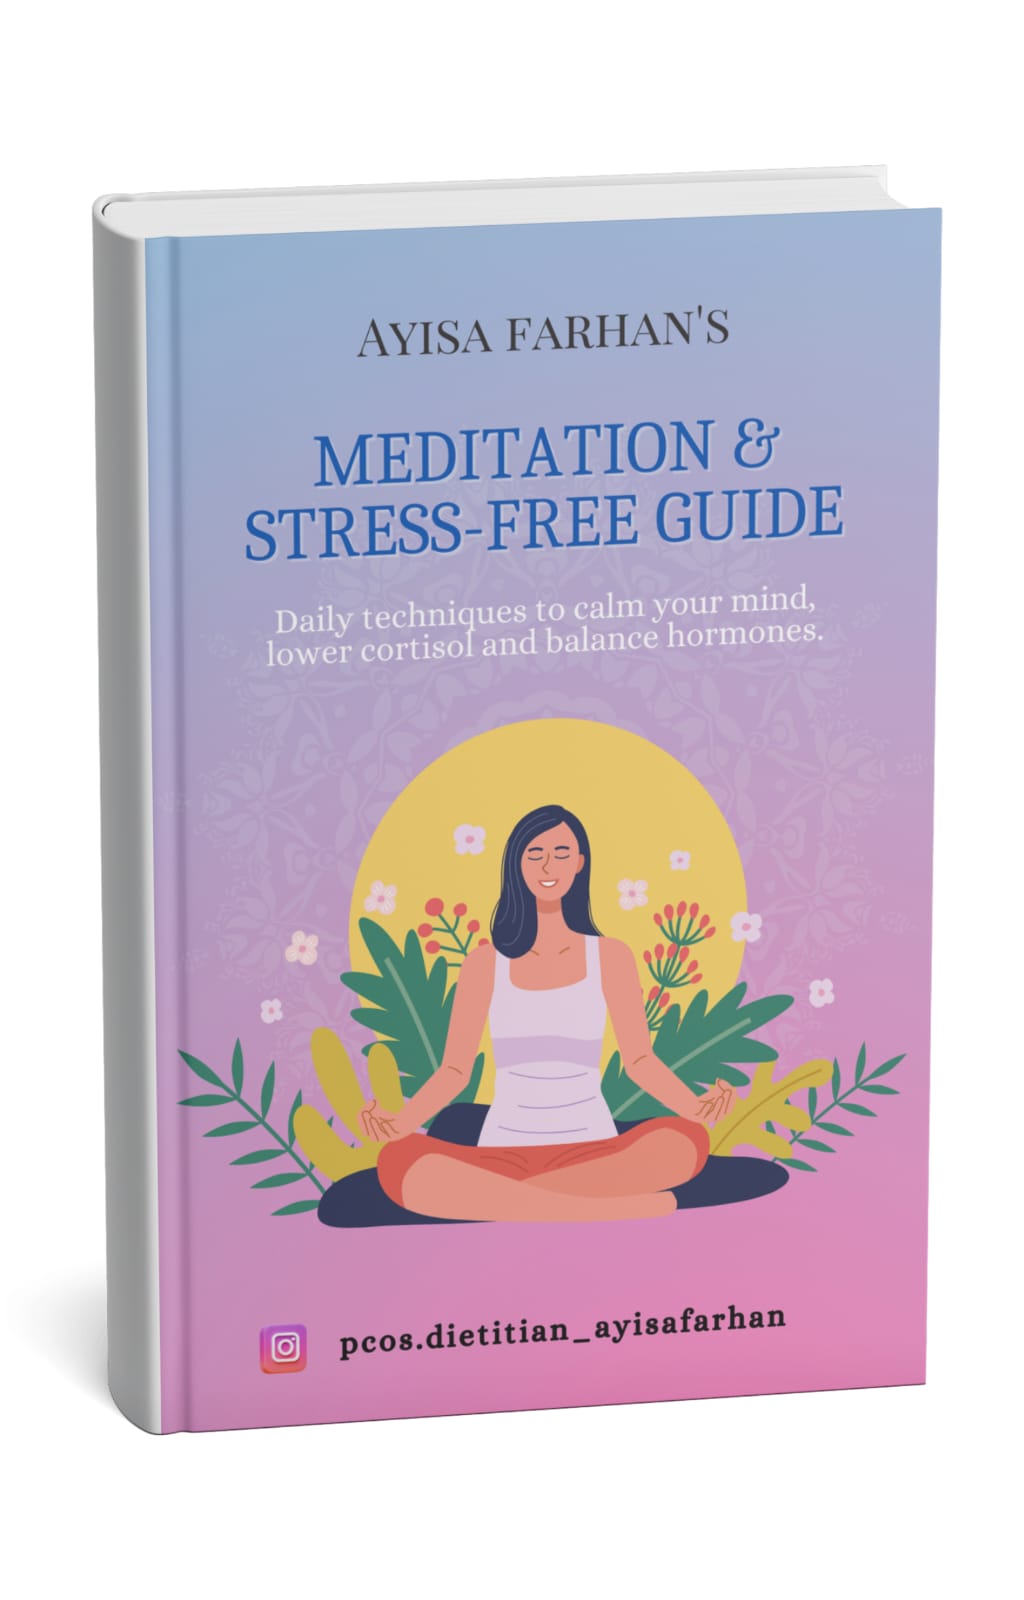 AYISA FARHAN'S
MEDITATION &
STRESS-FREE GUIDE
Daily techniques to calm your mind,
lower cortisol and balance hormones.
pcos.dietitian_ayisafarhan